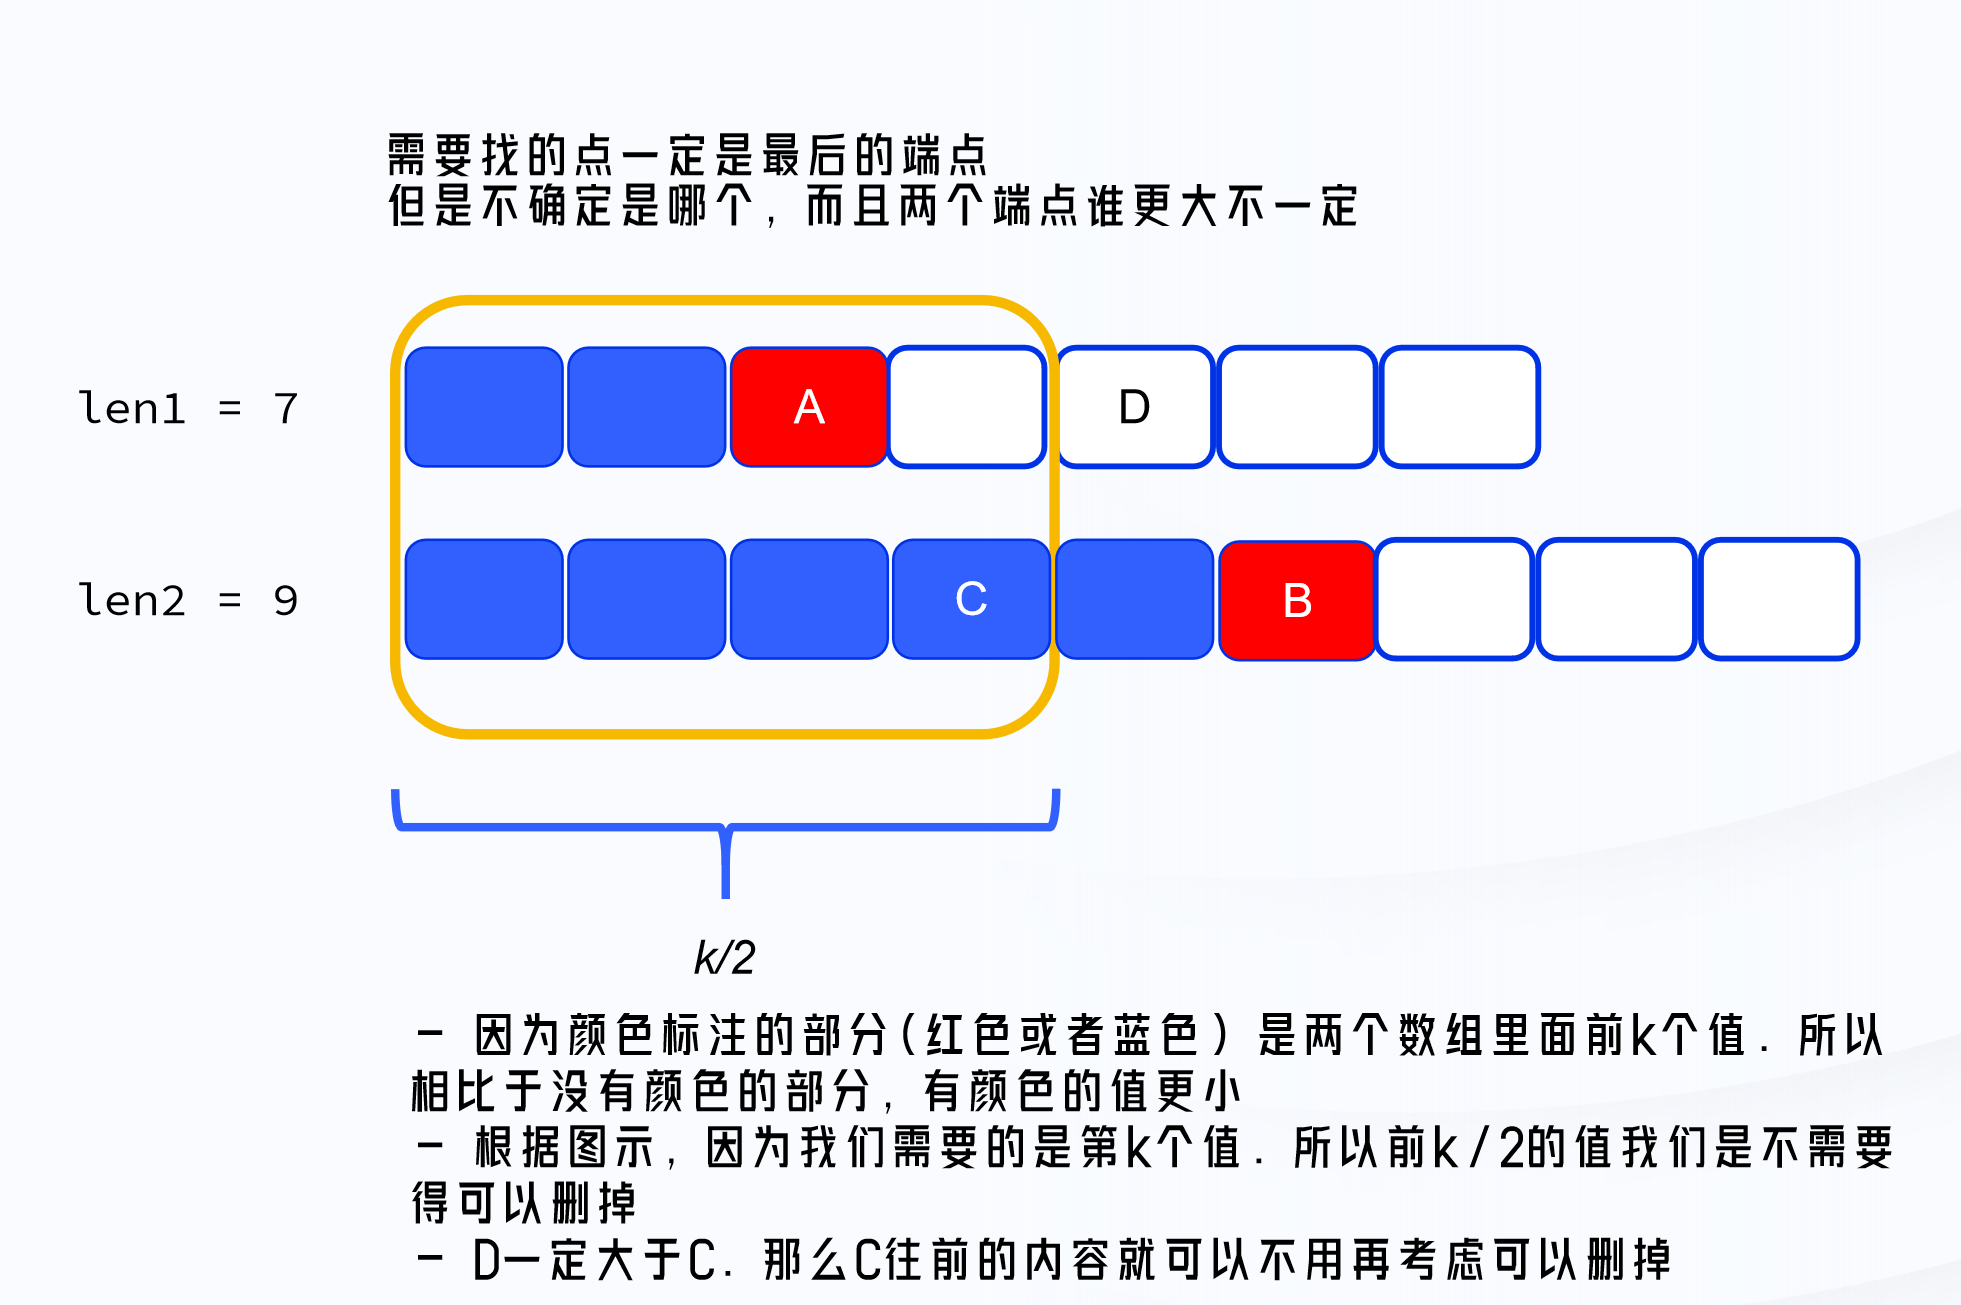 需要找的点一定是最后的端点
但是不确定是哪个，而且两个端点谁更大不一定
len1 = 7
A
D
len2 = 9
C
B
k/2
- 因为颜色标注的部分(红色或者蓝色）是两个数组里面前k个值. 所以
相比于没有颜色的部分，有颜色的值更小
- 根据图示，因为我们需要的是第k个值. 所以前k/2的值我们是不需要
得可以删掉
- D一定大于C. 那么C往前的内容就可以不用再考虑可以删掉